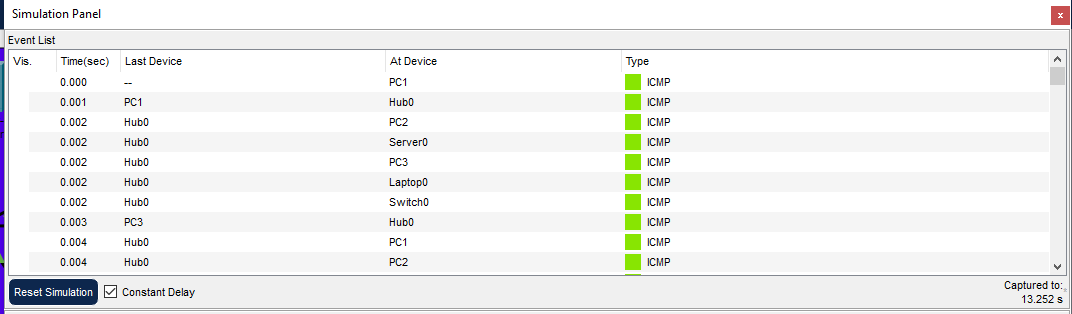 Simulation Panel
x
Event List
Vis. Time(sec) Last Device At Device Type
0.000 -- PC1 ICMP
0.001 PC1 Hub0 ICMP
0.002 Hub0 PC2 ICMP
0.002 Hub0 Server0 ICMP
0.002 Hub0 PC3 ICMP
0.002 Hub0 Laptop0 ICMP
0.002 Hub0 Switch0 ICMP
0.003 PC3 Hub0 ICMP
0.004 Hub0 PC1 ICMP
0.004 Hub0 PC2 ICMP
Reset Simulation Constant Delay Captured to:
13.252 s